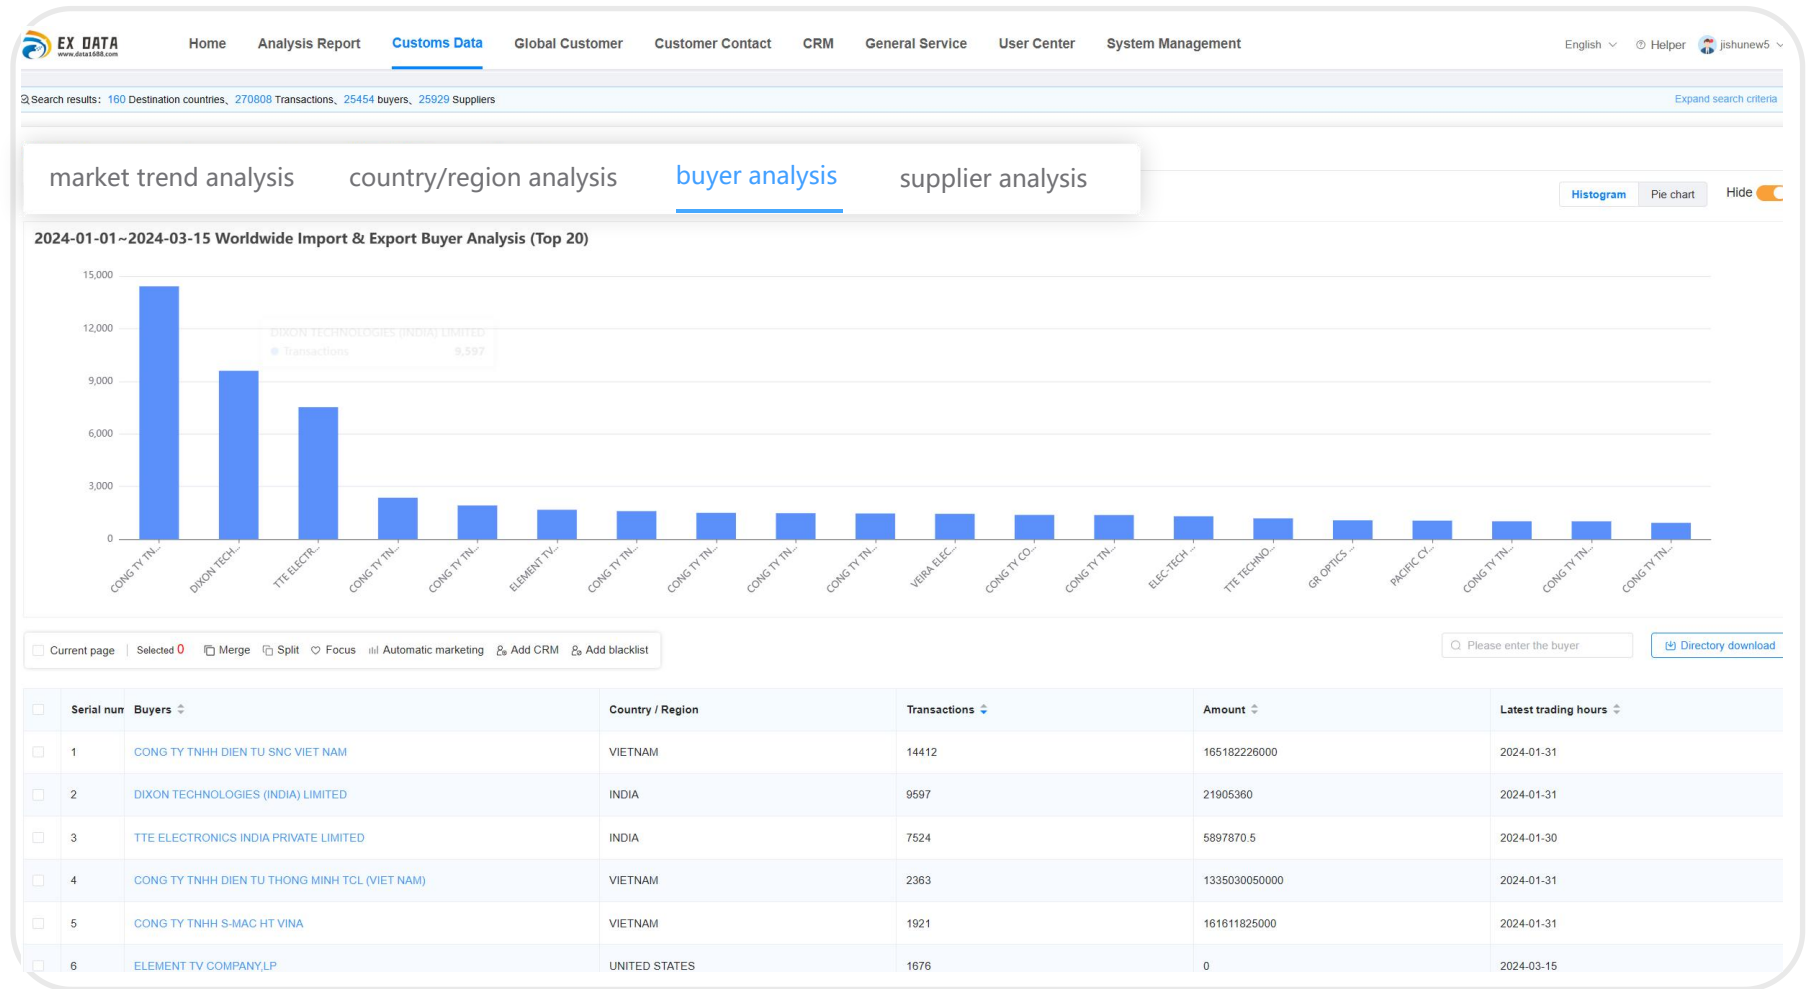 EX DATA
www.data1688.com
Home Analysis Report Customs Data Global Customer Customer Contact CRM General Service User Center System Management English Helper jishunew5
Search results: 160 Destination countries、270808 Transactions、25454 buyers、25929 Suppliers Expand search criteria
market trend analysis country/region analysis buyer analysis supplier analysis
Histogram Pie chart Hide
2024-01-01~2024-03-15 Worldwide Import & Export Buyer Analysis (Top 20)
15,000
12,000
9,000
6,000
3,000
0
DIXON TECHNOLOGIES (INDIA) LIMITED
Transactions 9,597
CONG TY TN... DIXON TECH... TTE ELECTR... CONG TY TN... CONG TY TN... ELEMENT TV... CONG TY TN... CONG TY TN... CONG TY TN... CONG TY TN... VEIRA ELEC... CONG TY CO... CONG TY TN... ELEC-TECH ... TTE TECHNO... GR OPTICS ... PACIFIC CY... CONG TY TN... CONG TY TN... CONG TY TN...
Current page Selected 0 Merge Split Focus Automatic marketing Add CRM Add blacklist Please enter the buyer Directory download
Serial num Buyers Country / Region Transactions Amount Latest trading hours
1 CONG TY TNHH DIEN TU SNC VIET NAM VIETNAM 14412 165182226000 2024-01-31
2 DIXON TECHNOLOGIES (INDIA) LIMITED INDIA 9597 21905360 2024-01-31
3 TTE ELECTRONICS INDIA PRIVATE LIMITED INDIA 7524 5897870.5 2024-01-30
4 CONG TY TNHH DIEN TU THONG MINH TCL (VIET NAM) VIETNAM 2363 1335030050000 2024-01-31
5 CONG TY TNHH S-MAC HT VINA VIETNAM 1921 161611825000 2024-01-31
6 ELEMENT TV COMPANY,LP UNITED STATES 1676 0 2024-03-15